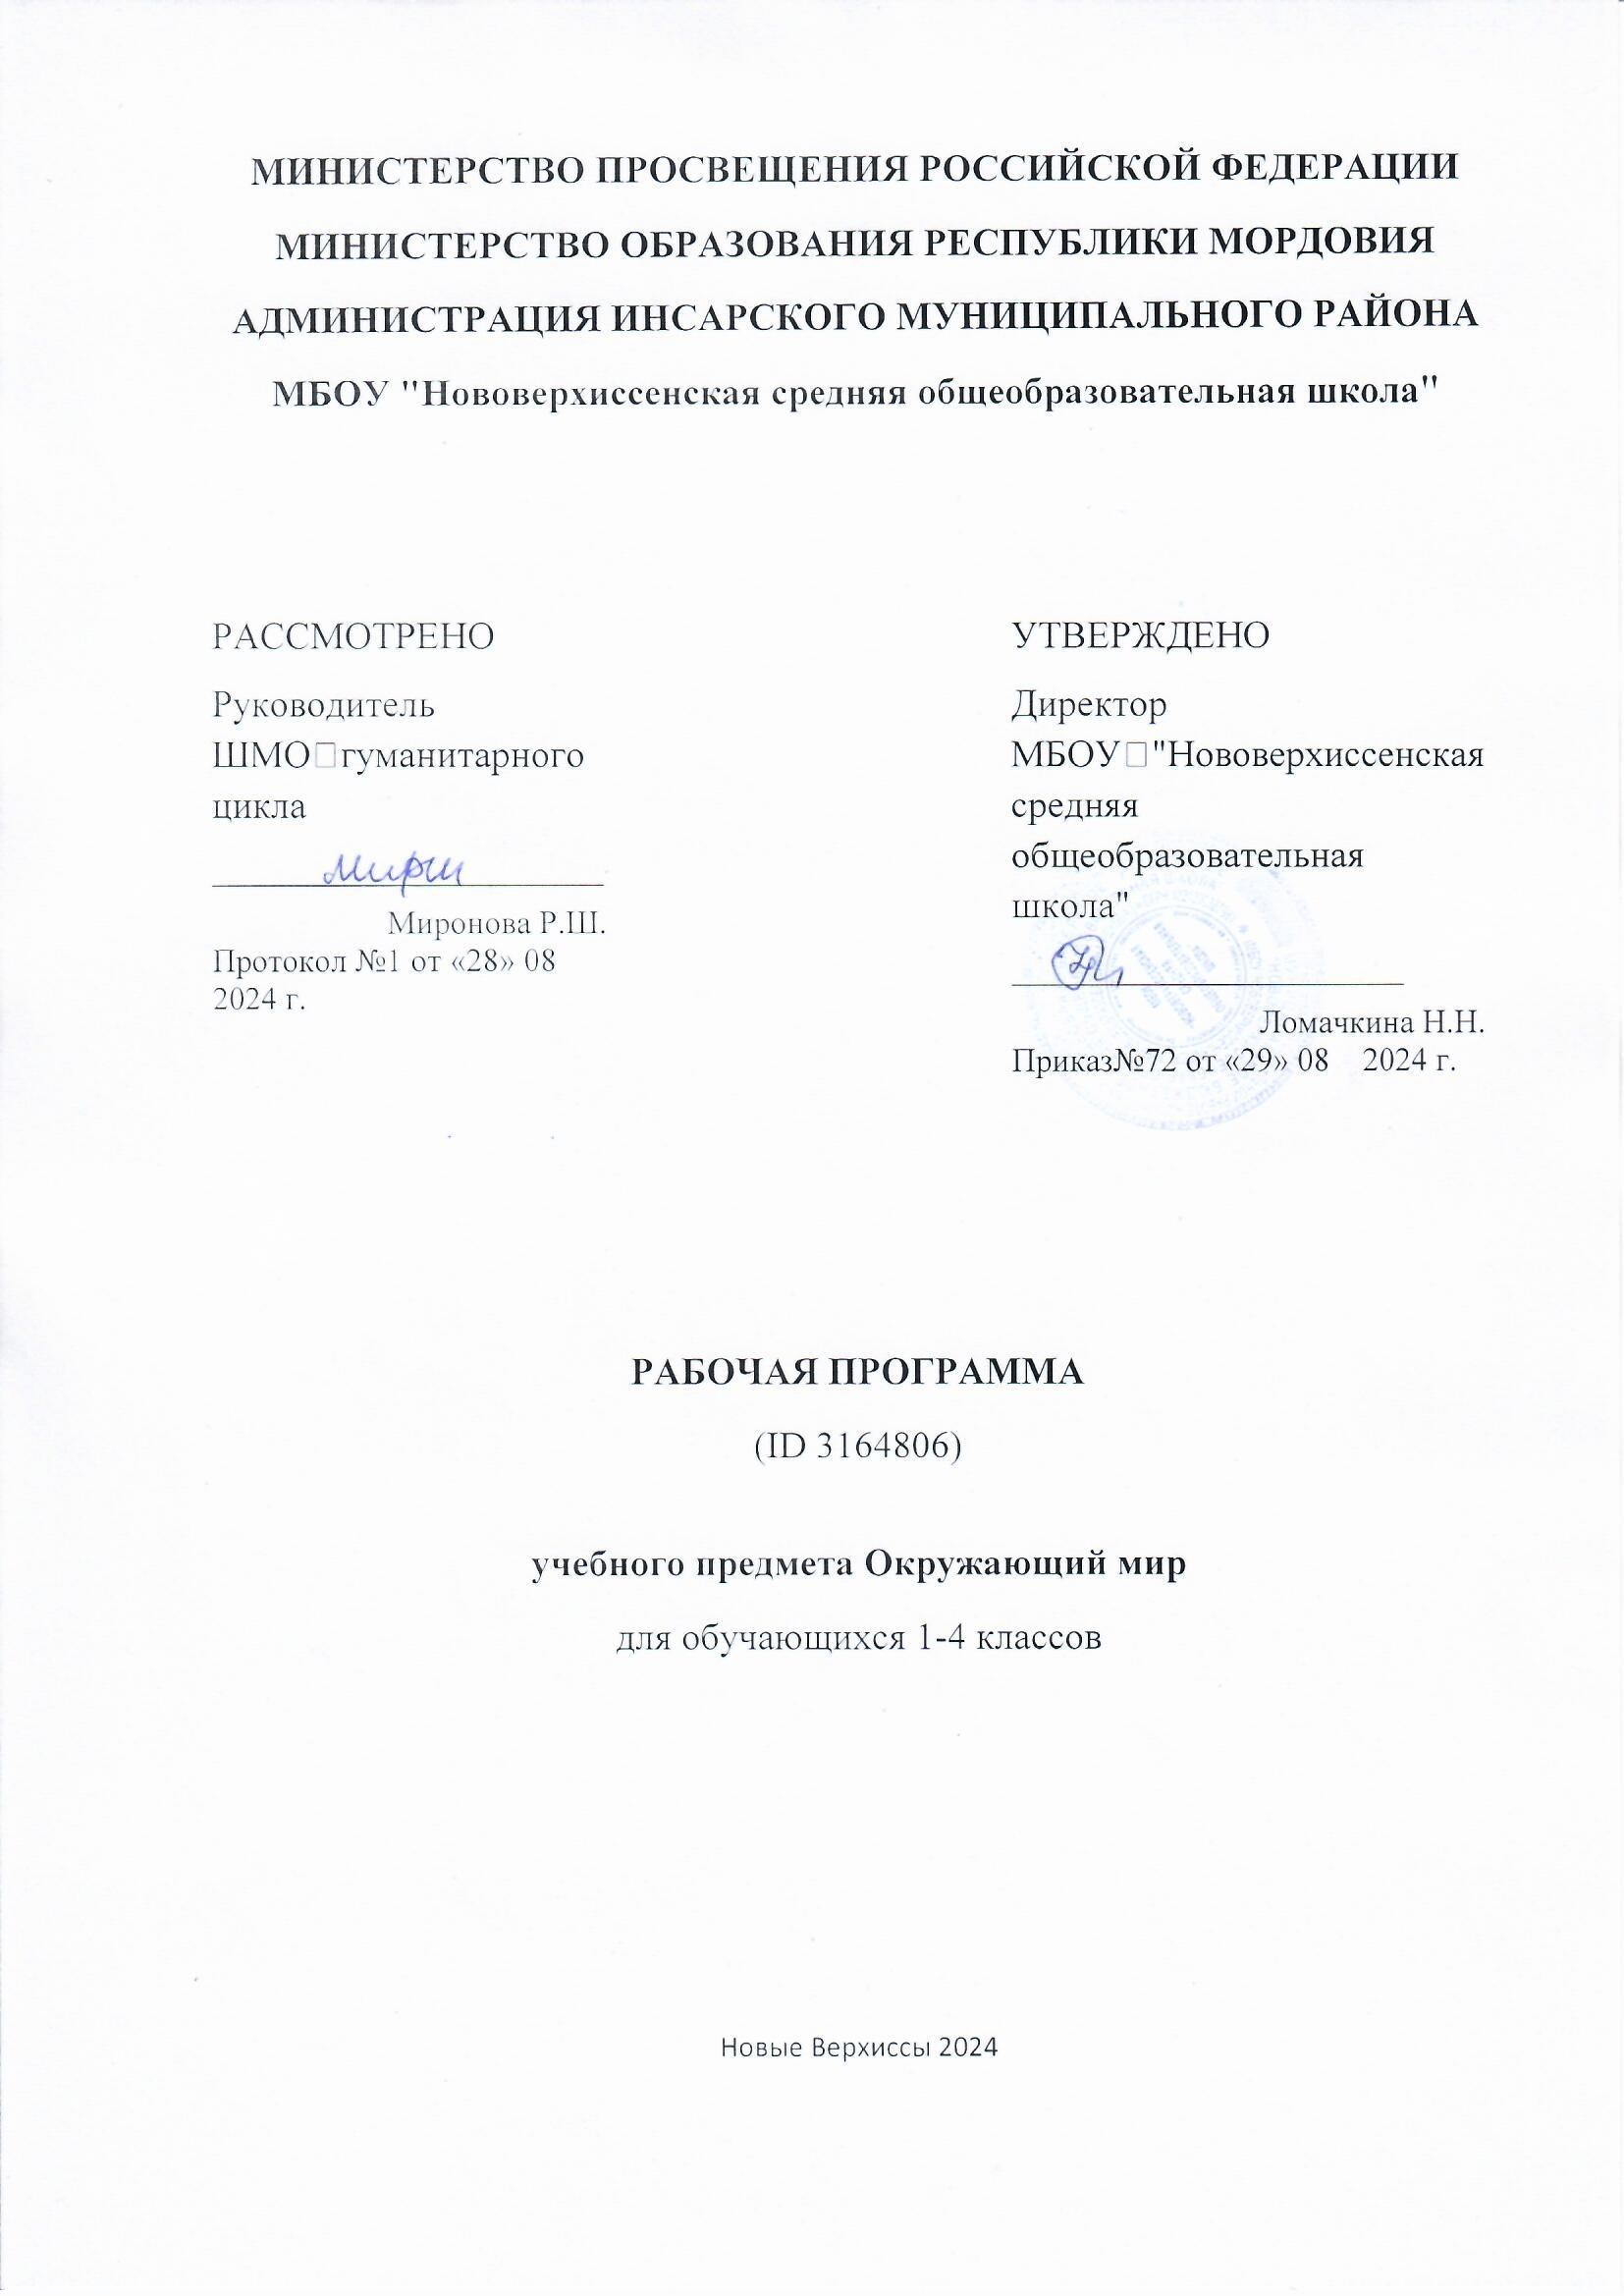 МИНИСТЕРСТВО ПРОСВЕЩЕНИЯ РОССИЙСКОЙ ФЕДЕРАЦИИ
МИНИСТЕРСТВО ОБРАЗОВАНИЯ РЕСПУБЛИКИ МОРДОВИЯ
АДМИНИСТРАЦИЯ ИНСАРСКОГО МУНИЦИПАЛЬНОГО РАЙОНА
МБОУ "Нововерхиссенская средняя общеобразовательная школа"
РАССМОТРЕНО
Руководитель
ШМО□гуманитарного
цикла
Миронова Р.Ш.
Протокол №1 от «28» 08
2024 г.
УТВЕРЖДЕНО
Директор
МБОУ□"Нововерхиссенская
средняя
общеобразовательная
школа"
Ломачкина Н.Н.
Приказ№72 от «29» 08 2024 г.
РАБОЧАЯ ПРОГРАММА
(ID 3164806)
учебного предмета Окружающий мир
для обучающихся 1-4 классов
Новые Верхиссы 2024